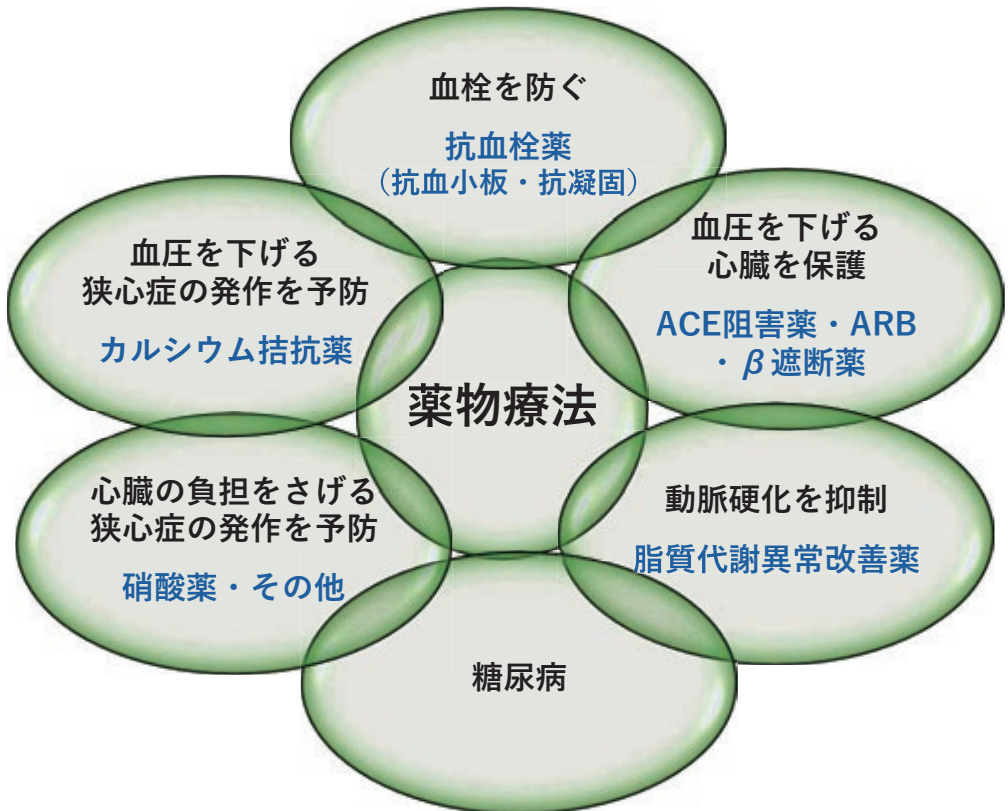 血栓を防ぐ
抗血栓薬
（抗血小板・抗凝固）
血圧を下げる
心臓を保護
ACE阻害薬・ARB
・β遮断薬
動脈硬化を抑制
脂質代謝異常改善薬
糖尿病
心臓の負担をさげる
狭心症の発作を予防
硝酸薬・その他
血圧を下げる
狭心症の発作を予防
カルシウム拮抗薬
薬物療法